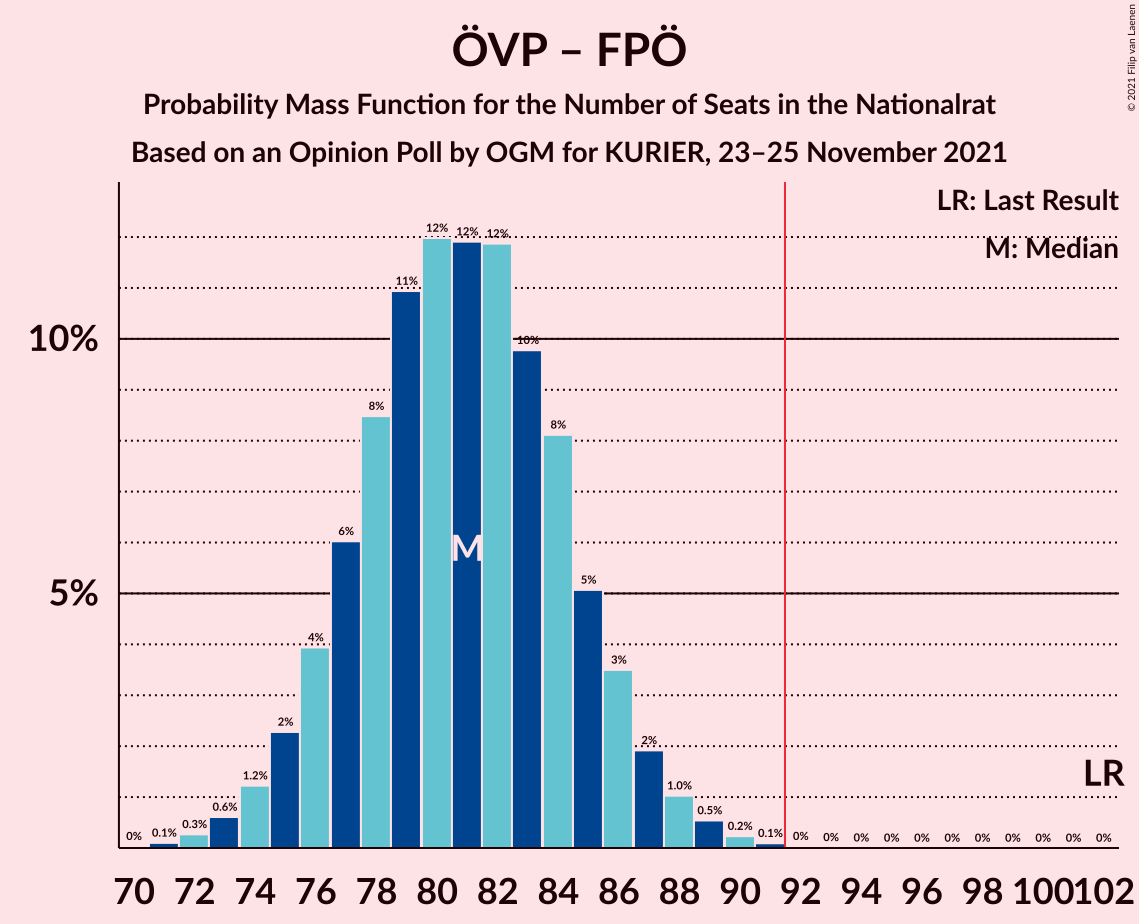 ÖVP – FPÖ
Probability Mass Function for the Number of Seats in the Nationalrat
Based on an Opinion Poll by OGM for KURIER, 23–25 November 2021
© 2021 Filip van Laenen
LR: Last Result
M: Median
10%
5%
0% 0.1% 0.3% 0.6% 1.2% 2% 4% 6% 8% 11% 12% 12% 12% 10% 8% 5% 3% 2% 1.0% 0.5% 0.2% 0.1% 0% 0% 0% 0% 0% 0% 0% 0% 0% 0% 0%
M
LR
70 72 74 76 78 80 82 84 86 88 90 92 94 96 98 100 102